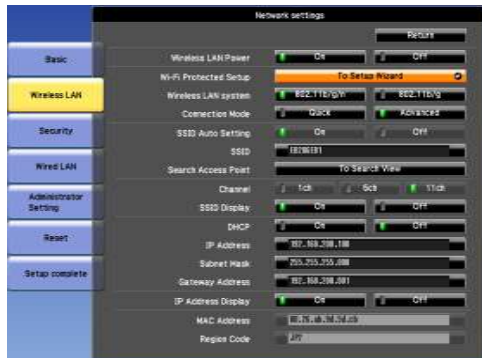 Network settings
Return
Basic
Wireless LAN
Security
Wired LAN
Administrator
Setting
Reset
Setup complete
Wireless LAN Power On Off
Wi-Fi Protected Setup To Setup Wizard
Wireless LAN system 802.11b/g/n 802.11b/g
Connection Mode Quick Advanced
SSID Auto Setting On Off
SSID
Search Access Point To Search View
Channel 1ch 6ch 11ch
SSID Display On Off
DHCP On Off
IP Address 192.168.200.100
Subnet Mask 255.255.255.000
Gateway Address 192.168.200.001
IP Address Display On Off
MAC Address
Region Code